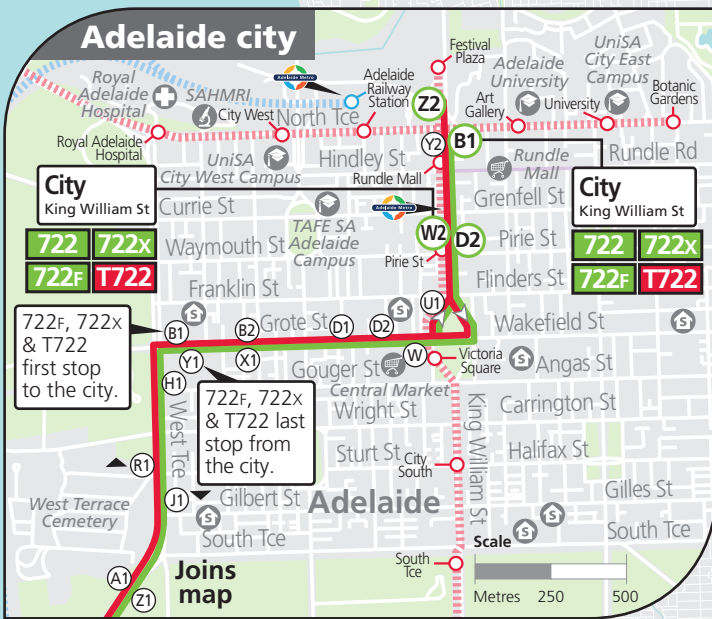 Adelaide city
Festival
Plaza
Royal
Adelaide
Hospital
SAHMRI
Adelaide Metro
Adelaide
Railway
Station
Z2
Adelaide
University
UniSA
City East
Campus
Art
Gallery
University
Botanic
Gardens
City West
North Tce
Royal Adelaide
Hospital
UniSA
City West Campus
Hindley St
Y2
B1
Rundle Mall
Rundle
Mall
Rundle Rd
City
King William St
722
722X
722F
T722
Currie St
Adelaide Metro
Grenfell St
City
King William St
722
722X
722F
T722
Waymouth St
TAFE SA
Adelaide
Campus
W2
D2
Pirie St
Pirie St
Franklin St
Flinders St
U1
722F, 722X
& T722
first stop
to the city.
B1
B2
Grote St
D1
D2
Wakefield St
Y1
X1
Gouger St
W
Victoria
Square
Angas St
H1
Central Market
722F, 722X
& T722 last
stop from
the city.
West Tce
Wright St
King William St
Carrington St
R1
Sturt St
City
South
Halifax St
West Terrace
Cemetery
J1
Gilbert St
Adelaide
Gilles St
South Tce
South Tce
South
Tce
Scale
A1
Z1
Joins
map
Metres 250 500